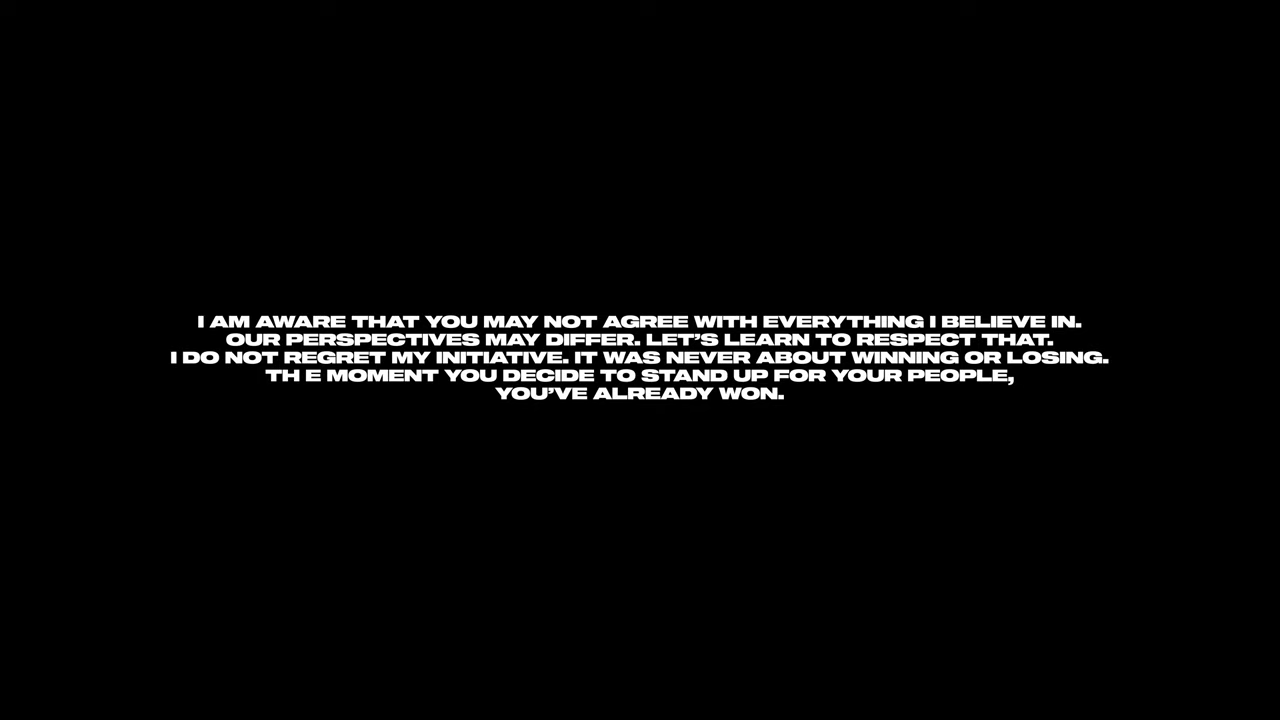 I AM AWARE THAT YOU MAY NOT AGREE WITH EVERYTHING I BELIEVE IN.
OUR PERSPECTIVES MAY DIFFER. LET’S LEARN TO RESPECT THAT.
I DO NOT REGRET MY INITIATIVE. IT WAS NEVER ABOUT WINNING OR LOSING.
TH E MOMENT YOU DECIDE TO STAND UP FOR YOUR PEOPLE,
YOU’VE ALREADY WON.